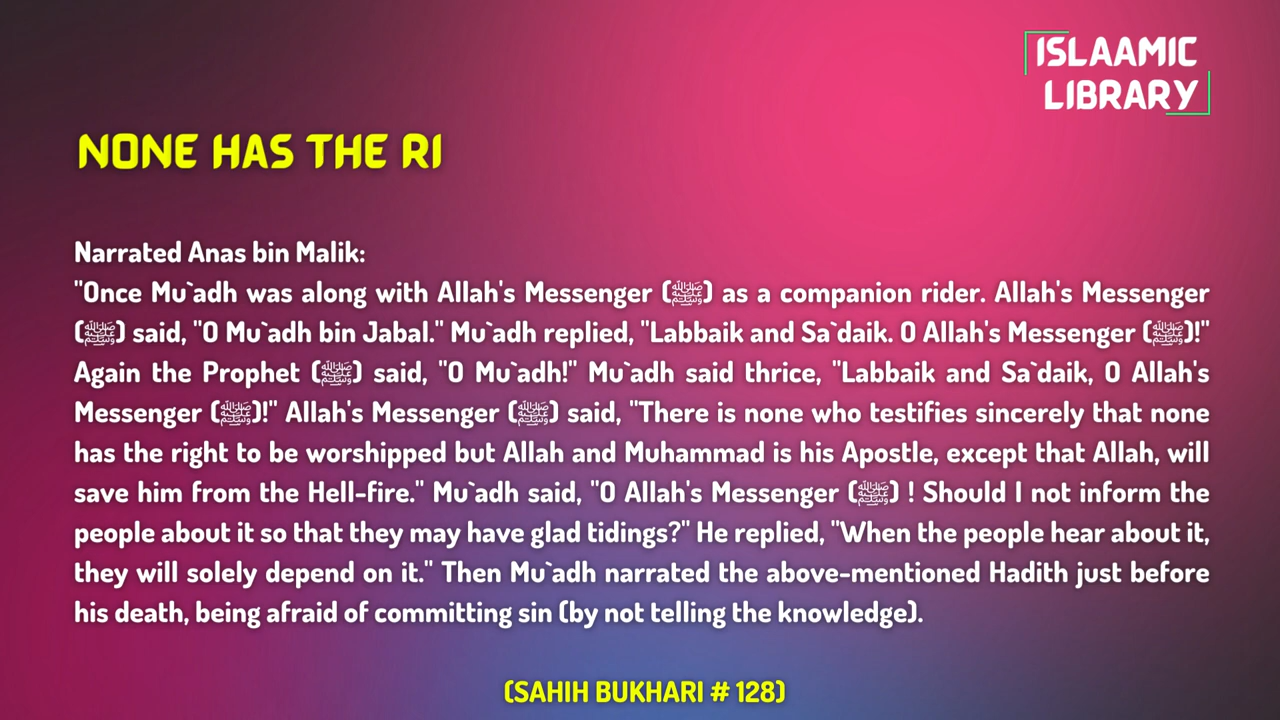 ISLAAMIC
LIBRARY
NONE HAS THE RI
Narrated Anas bin Malik:
"Once Mu`adh was along with Allah's Messenger (ﷺ) as a companion rider. Allah's Messenger
(ﷺ) said, "O Mu`adh bin Jabal." Mu`adh replied, "Labbaik and Sa`daik. O Allah's Messenger (ﷺ)!"
Again the Prophet (ﷺ) said, "O Mu`adh!" Mu`adh said thrice, "Labbaik and Sa`daik, O Allah's
Messenger (ﷺ)!" Allah's Messenger (ﷺ) said, "There is none who testifies sincerely that none
has the right to be worshipped but Allah and Muhammad is his Apostle, except that Allah, will
save him from the Hell-fire." Mu`adh said, "O Allah's Messenger (ﷺ) ! Should I not inform the
people about it so that they may have glad tidings?" He replied, "When the people hear about it,
they will solely depend on it." Then Mu`adh narrated the above-mentioned Hadith just before
his death, being afraid of committing sin (by not telling the knowledge).
(SAHIH BUKHARI # 128)